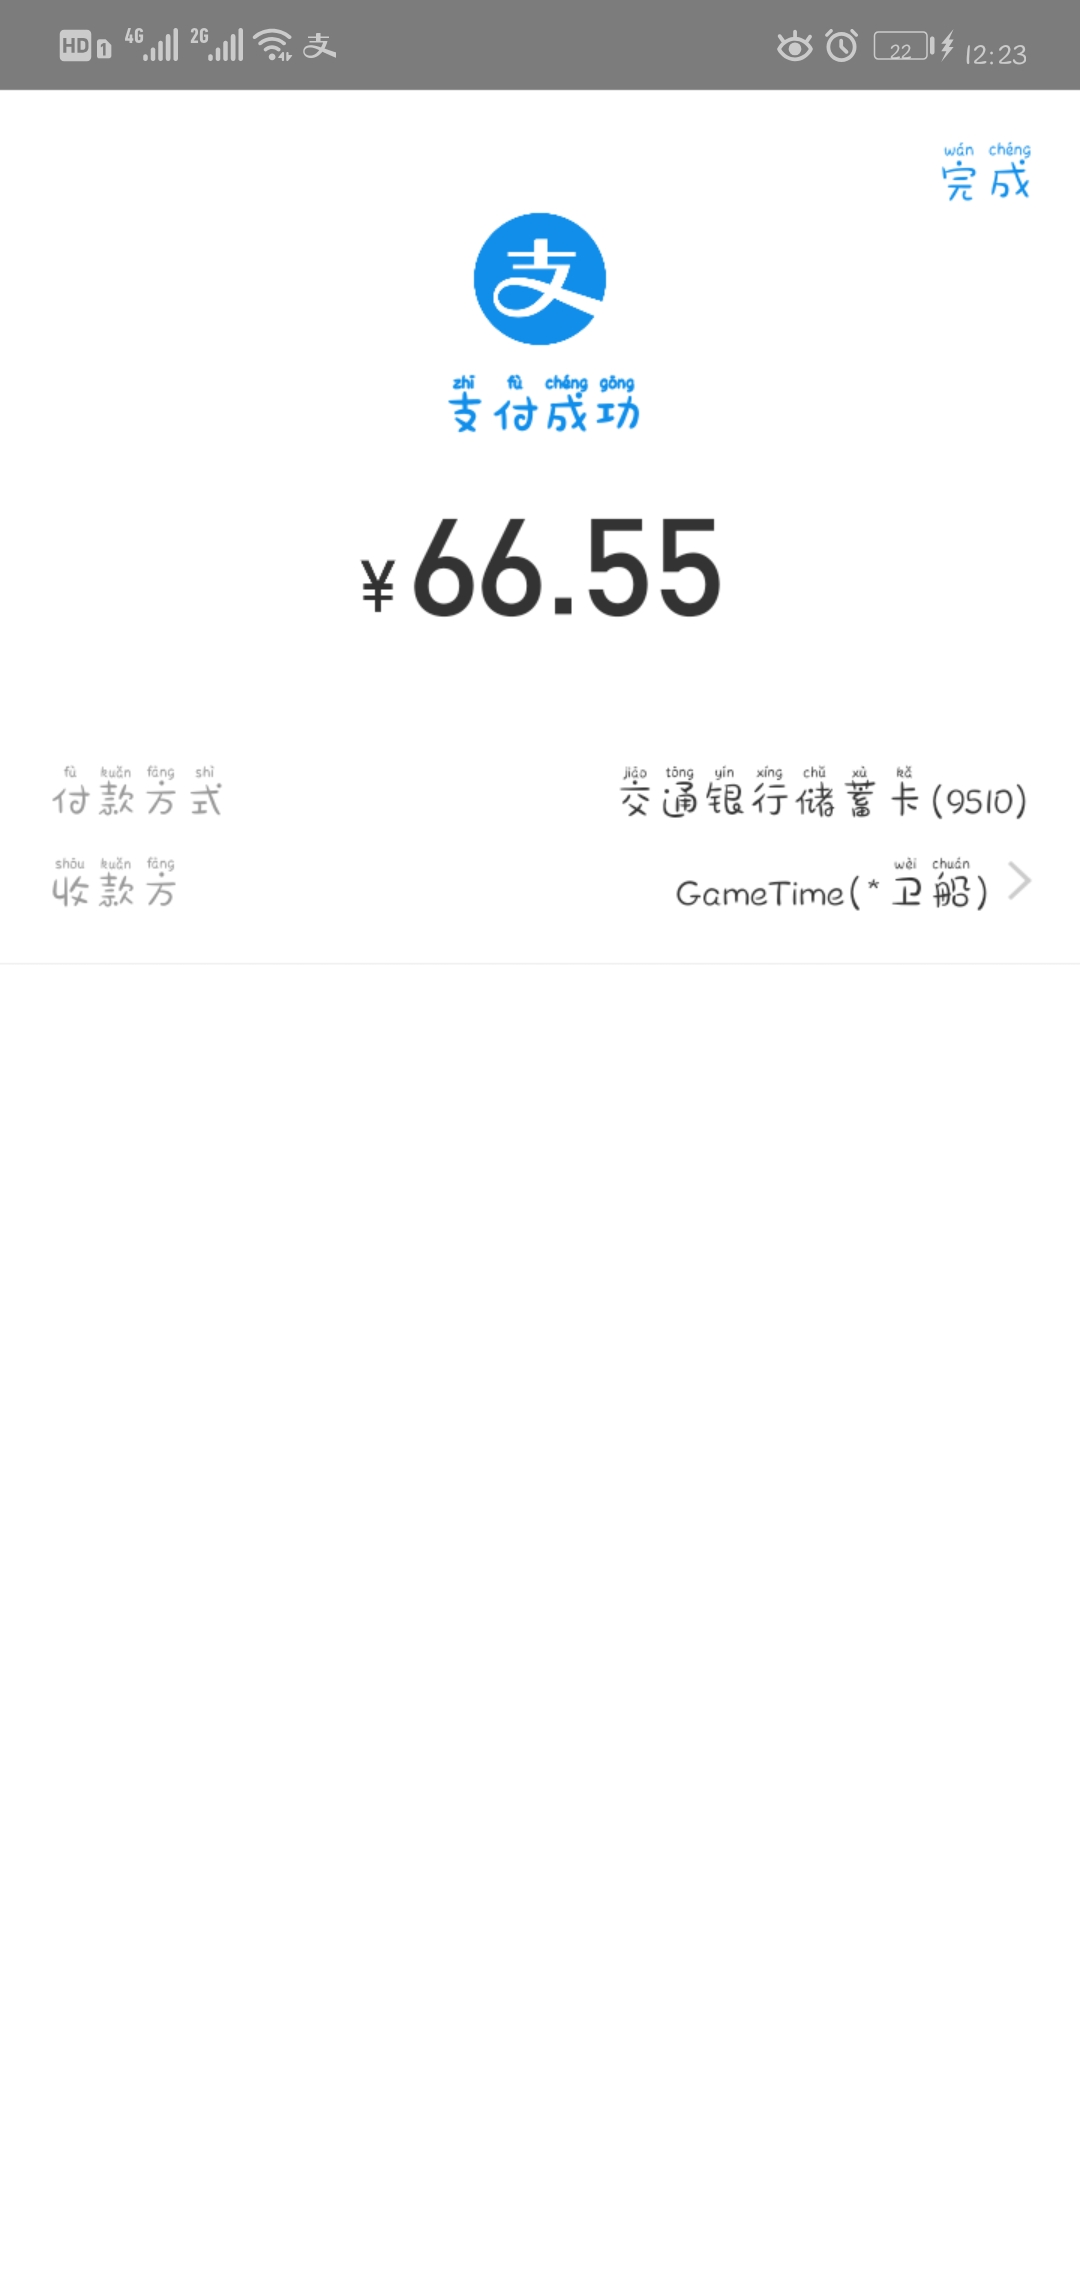 HD 1 4G 2G 支 22 12:23
wán chéng
完成
支
zhī fù chéng gōng
支付成功
¥66.55
fù kuǎn fāng shì jiāo tōng yín xíng chǔ xù kǎ
付款方式 交通银行储蓄卡(9510)
shōu kuǎn fāng wèi chuán
收款方 GameTime(*卫船)